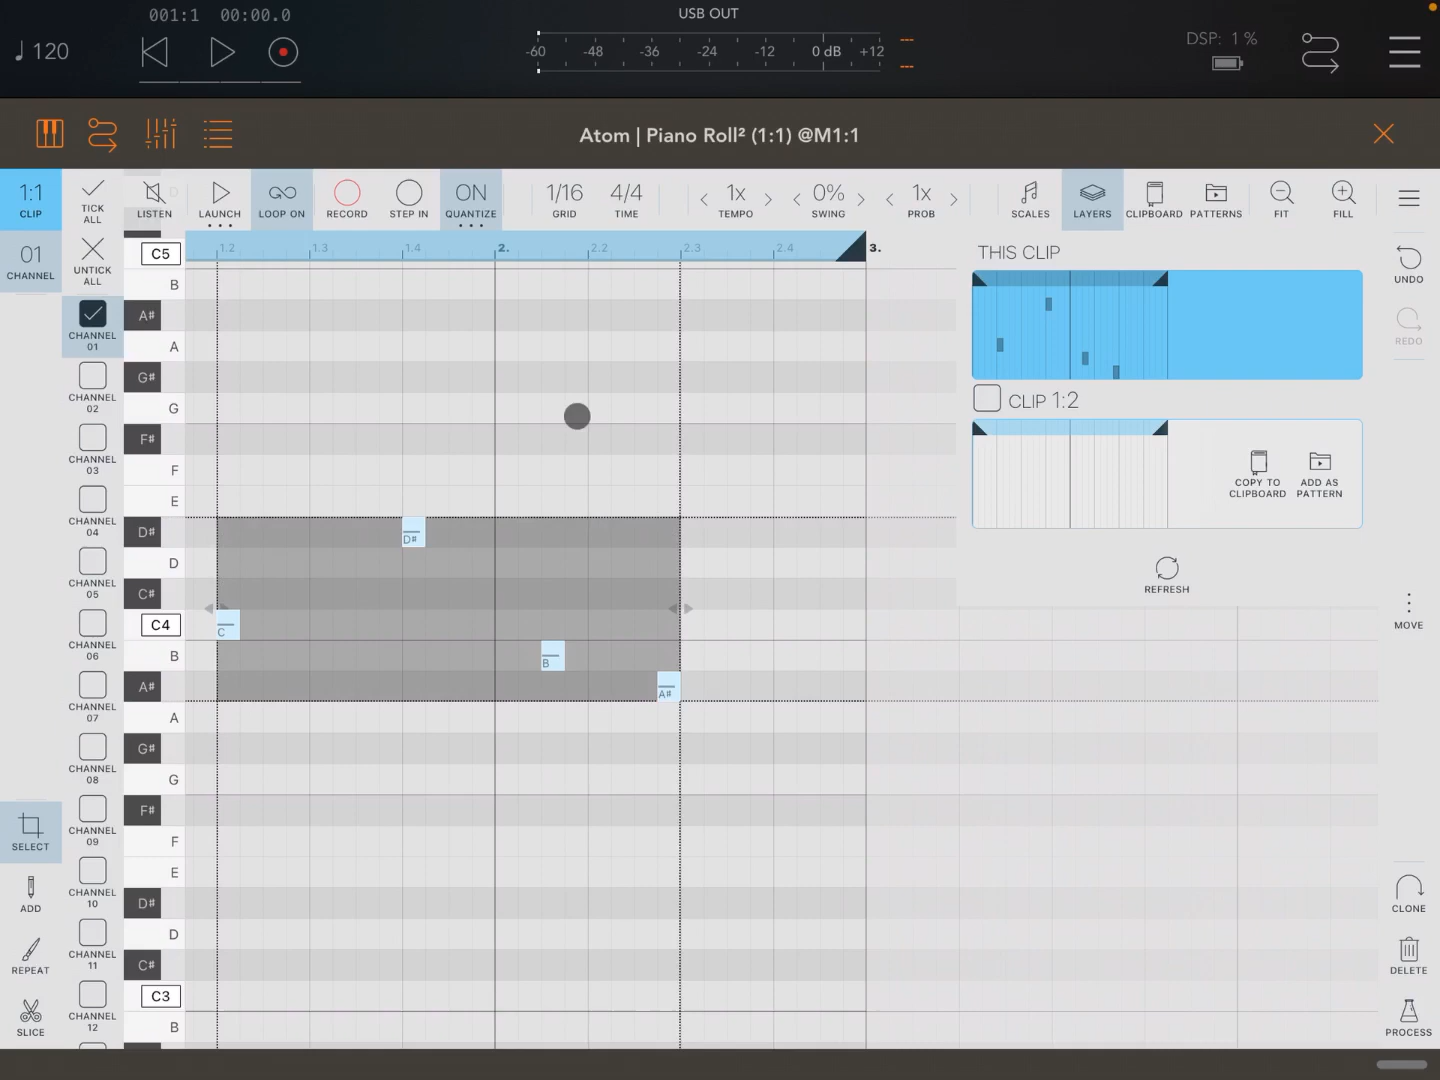 001:1 00:00.0
USB OUT
♩120
-60 -48 -36 -24 -12 0 dB +12
---
---
DSP: 1 %
Atom | Piano Roll² (1:1) @M1:1
1:1
CLIP
TICK
ALL
LISTEN
LAUNCH
LOOP ON
RECORD
STEP IN
ON
QUANTIZE
1/16
GRID
4/4
TIME
1x
TEMPO
0%
SWING
1x
PROB
SCALES
LAYERS
CLIPBOARD
PATTERNS
FIT
FILL
01
CHANNEL
UNTICK
ALL
CHANNEL
01
CHANNEL
02
CHANNEL
03
CHANNEL
04
CHANNEL
05
CHANNEL
06
CHANNEL
07
CHANNEL
08
CHANNEL
09
CHANNEL
10
CHANNEL
11
CHANNEL
12
1.2 1.3 1.4 2. 2.2 2.3 2.4 3.
C5
B
A#
A
G#
G
F#
F
E
D#
D
C#
C4
B
A#
A
G#
G
F#
F
E
D#
D
C#
C3
B
D#
C
B
A#
THIS CLIP
CLIP 1:2
COPY TO
CLIPBOARD
ADD AS
PATTERN
REFRESH
UNDO
REDO
MOVE
CLONE
DELETE
PROCESS
SELECT
ADD
REPEAT
SLICE